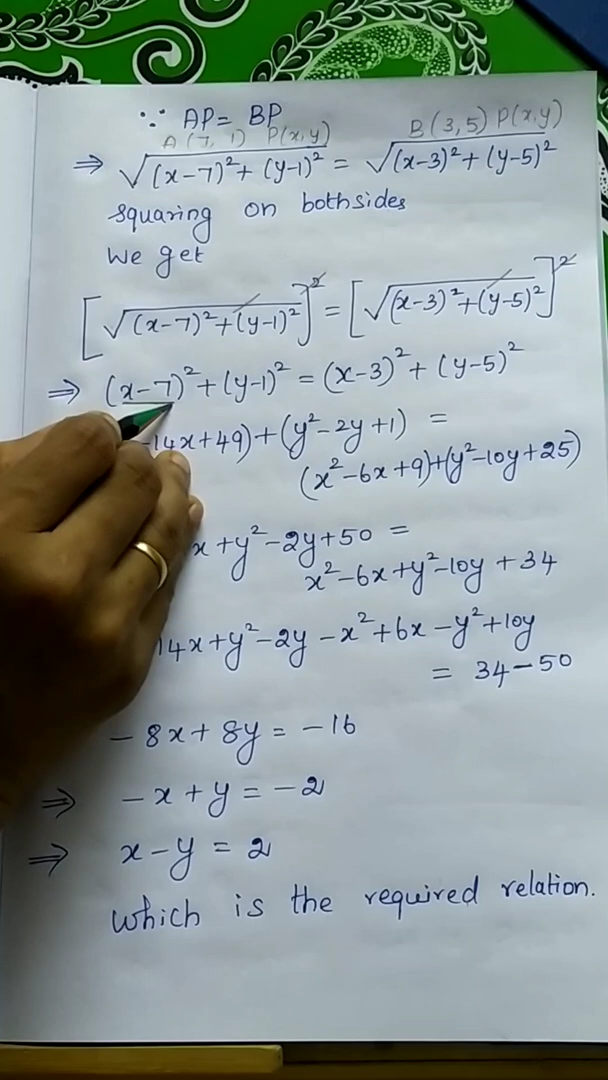 ∵ AP = BP
A(7, 1) P(x,y) B(3,5) P(x,y)
⇒ √(x-7)²+(y-1)² = √(x-3)²+(y-5)²
squaring on bothsides
We get
[√(x-7)²+(y-1)²]² = [√(x-3)²+(y-5)²]²
⇒ (x-7)²+(y-1)² = (x-3)²+(y-5)²
-14x+49)+(y²-2y+1) =
(x²-6x+9)+(y²-10y+25)
x+y²-2y+50 =
x²-6x+y²-10y+34
14x+y²-2y-x²+6x-y²+10y
= 34-50
-8x+8y = -16
⇒ -x+y = -2
⇒ x-y = 2
which is the required relation.